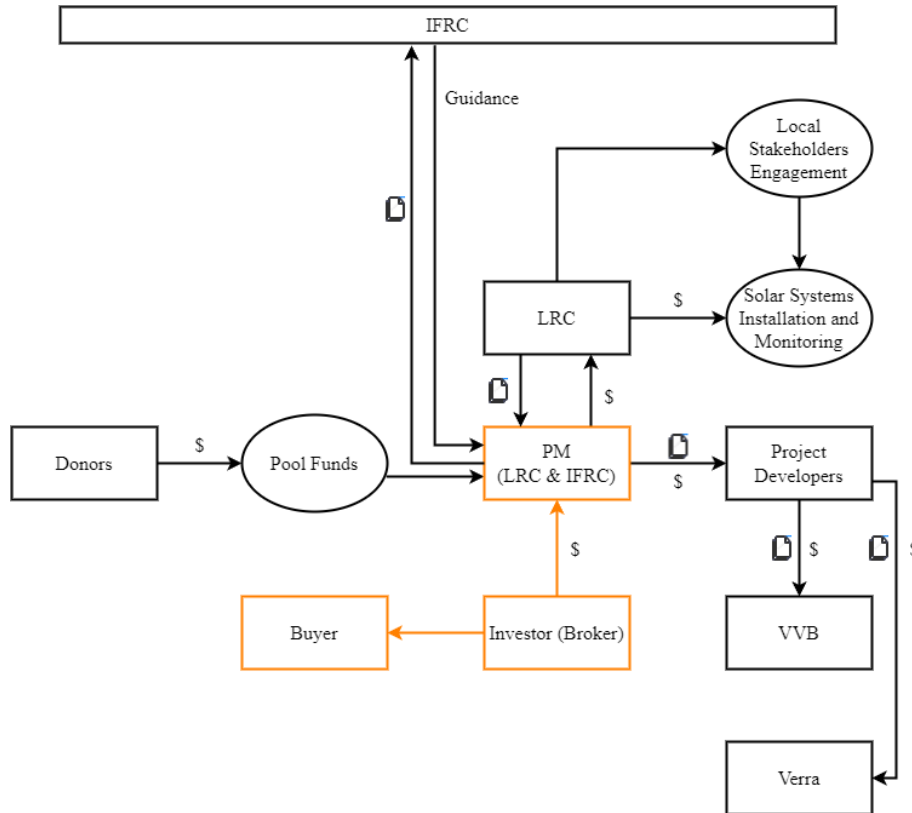 IFRC
Guidance
Local
Stakeholders
Engagement
LRC
$
Solar Systems
Installation and
Monitoring
$
Donors
$
Pool Funds
PM
(LRC & IFRC)
$
Project
Developers
$
$
$
Buyer
Investor (Broker)
VVB
Verra